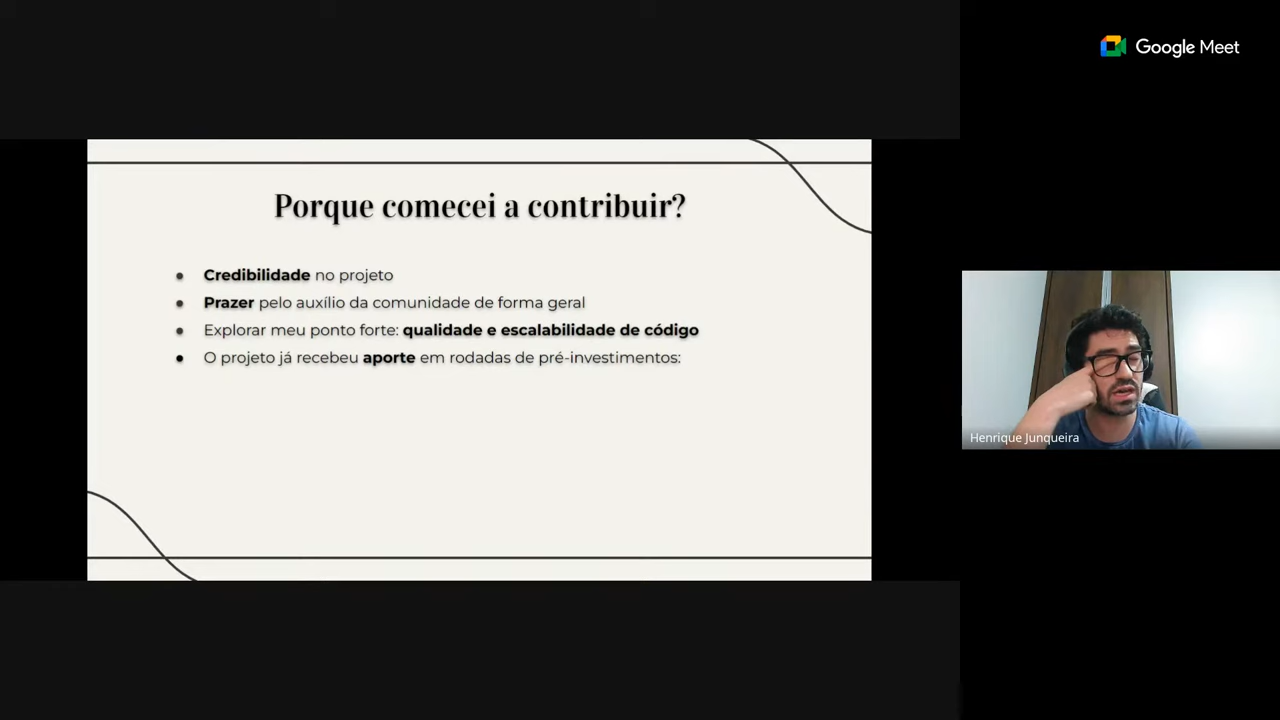 Google Meet
Porque comecei a contribuir?
● Credibilidade no projeto
● Prazer pelo auxílio da comunidade de forma geral
● Explorar meu ponto forte: qualidade e escalabilidade de código
● O projeto já recebeu aporte em rodadas de pré-investimentos:
Henrique Junqueira